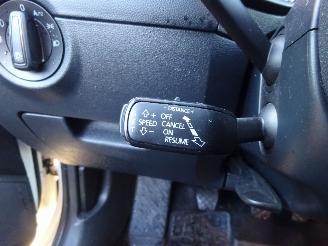 DISTANCE
+ OFF
SPEED CANCEL
- ON
RESUME